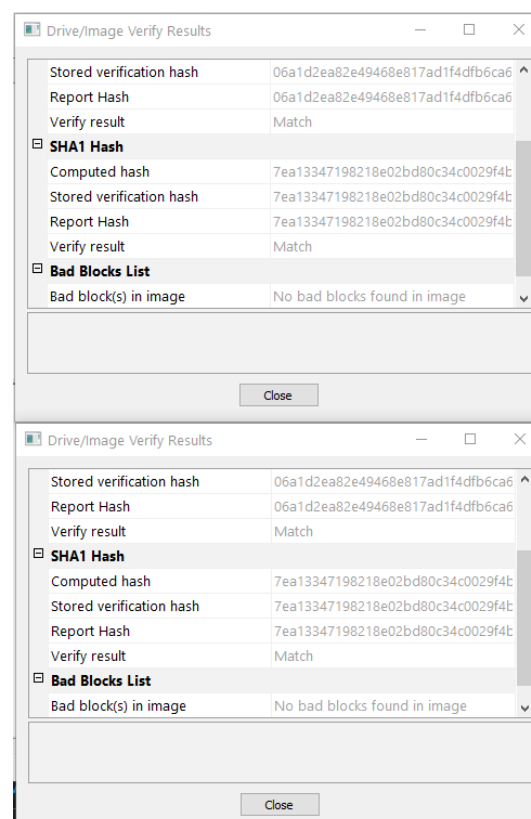 Drive/Image Verify Results
Stored verification hash 06a1d2ea82e49468e817ad1f4dfb6ca6
Report Hash 06a1d2ea82e49468e817ad1f4dfb6ca6
Verify result Match
SHA1 Hash
Computed hash 7ea13347198218e02bd80c34c0029f4b
Stored verification hash 7ea13347198218e02bd80c34c0029f4b
Report Hash 7ea13347198218e02bd80c34c0029f4b
Verify result Match
Bad Blocks List
Bad block(s) in image No bad blocks found in image
Close
Drive/Image Verify Results
Stored verification hash 06a1d2ea82e49468e817ad1f4dfb6ca6
Report Hash 06a1d2ea82e49468e817ad1f4dfb6ca6
Verify result Match
SHA1 Hash
Computed hash 7ea13347198218e02bd80c34c0029f4b
Stored verification hash 7ea13347198218e02bd80c34c0029f4b
Report Hash 7ea13347198218e02bd80c34c0029f4b
Verify result Match
Bad Blocks List
Bad block(s) in image No bad blocks found in image
Close